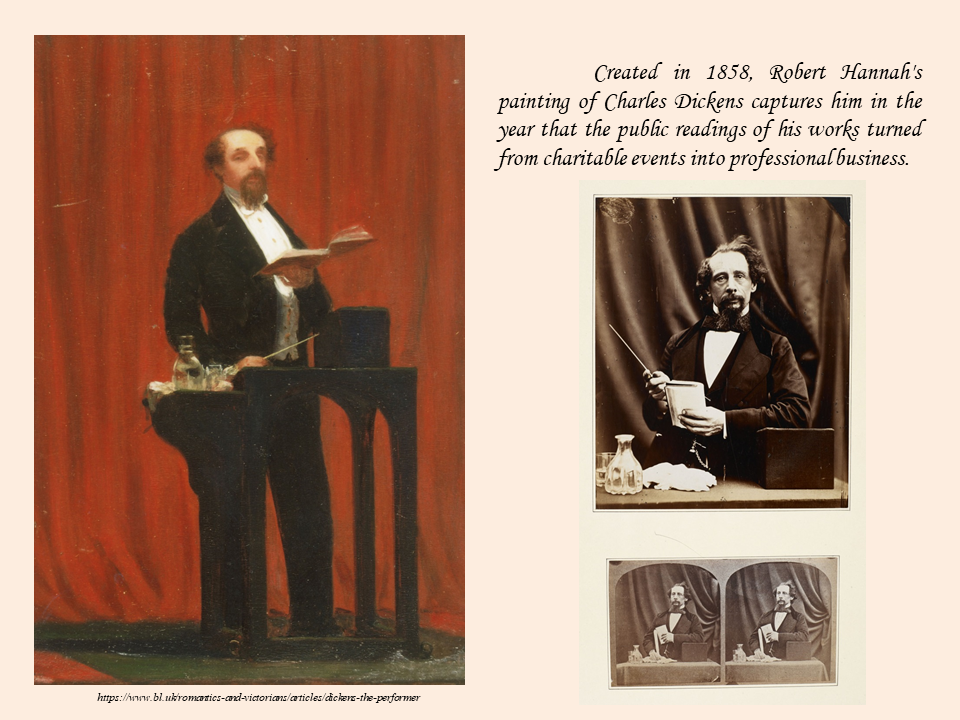 Created in 1858, Robert Hannah's
painting of Charles Dickens captures him in the
year that the public readings of his works turned
from charitable events into professional business.
https://www.bl.uk/romantics-and-victorians/articles/dickens-the-performer